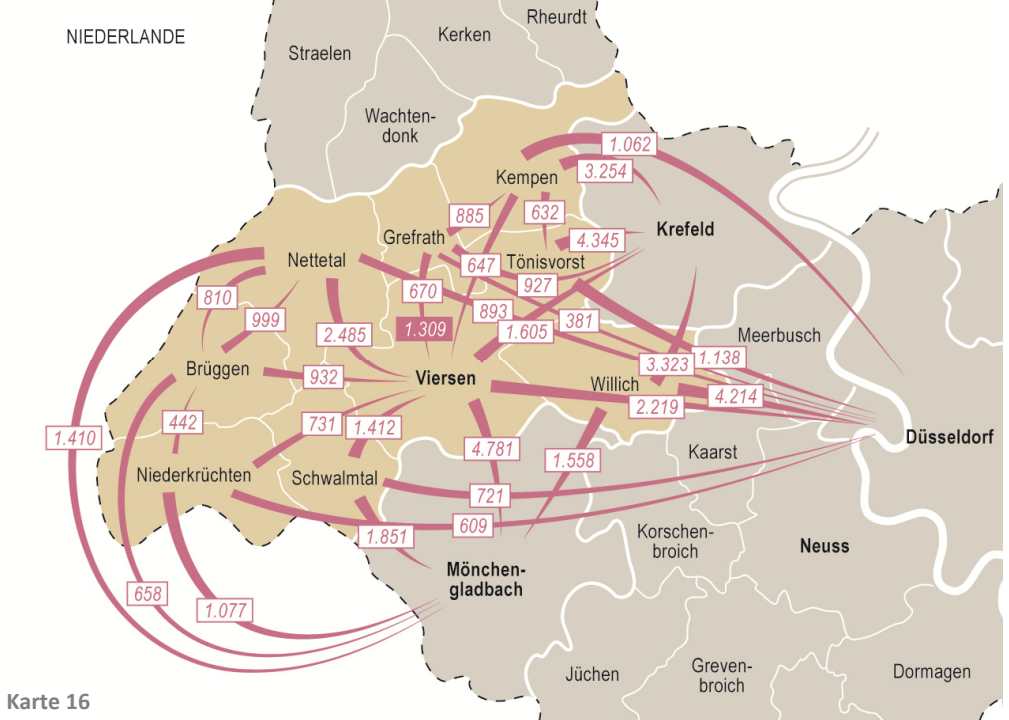 Rheurdt
NIEDERLANDE
Kerken
Straelen
Wachten-
donk
1.062
3.254
Kempen
885
632
Krefeld
Grefrath
4.345
Nettetal
647
Tönisvorst
927
670
810
893
381
999
1.309
1.605
2.485
Meerbusch
3.323
1.138
Brüggen
932
Viersen
Willich
4.214
2.219
442
731
1.412
1.410
4.781
Düsseldorf
Kaarst
1.558
Niederkrüchten
Schwalmtal
721
609
1.851
Korschen-
broich
Neuss
Mönchen-
gladbach
658
1.077
Jüchen
Greven-
broich
Dormagen
Karte 16